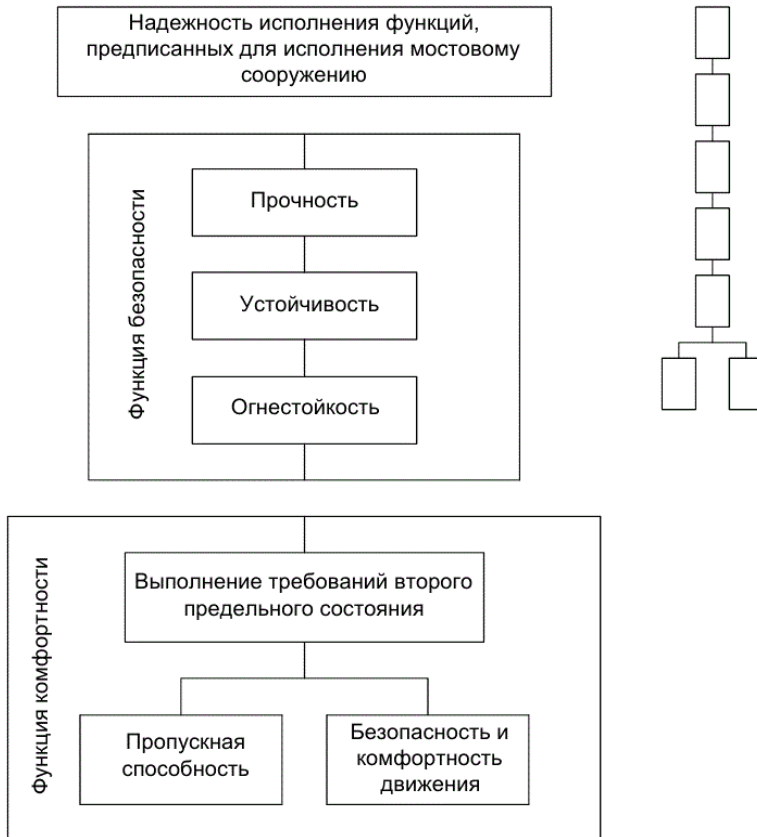 Надежность исполнения функций,
предписанных для исполнения мостовому
сооружению
Функция безопасности
Прочность
Устойчивость
Огнестойкость
Функция комфортности
Выполнение требований второго
предельного состояния
Пропускная
способность
Безопасность и
комфортность
движения